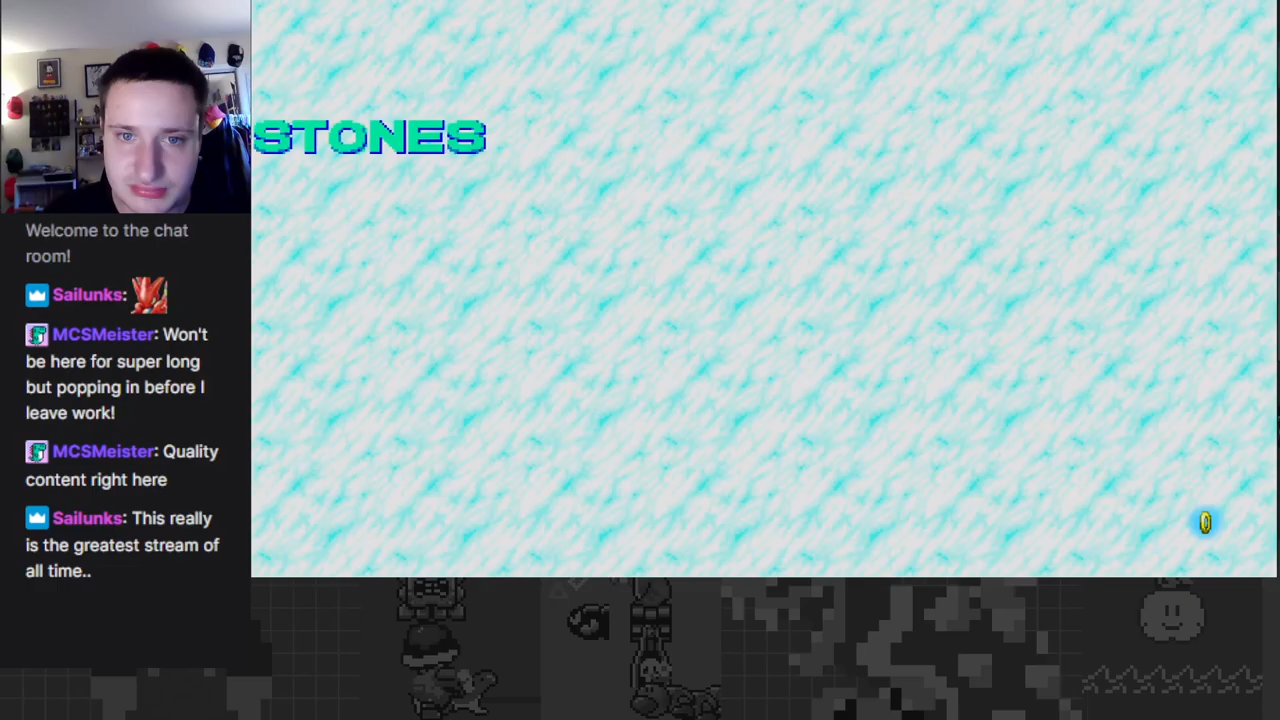 STONES
Welcome to the chat
room!
Sailunks:
MCSMeister: Won't
be here for super long
but popping in before I
leave work!
MCSMeister: Quality
content right here
Sailunks: This really
is the greatest stream of
all time..